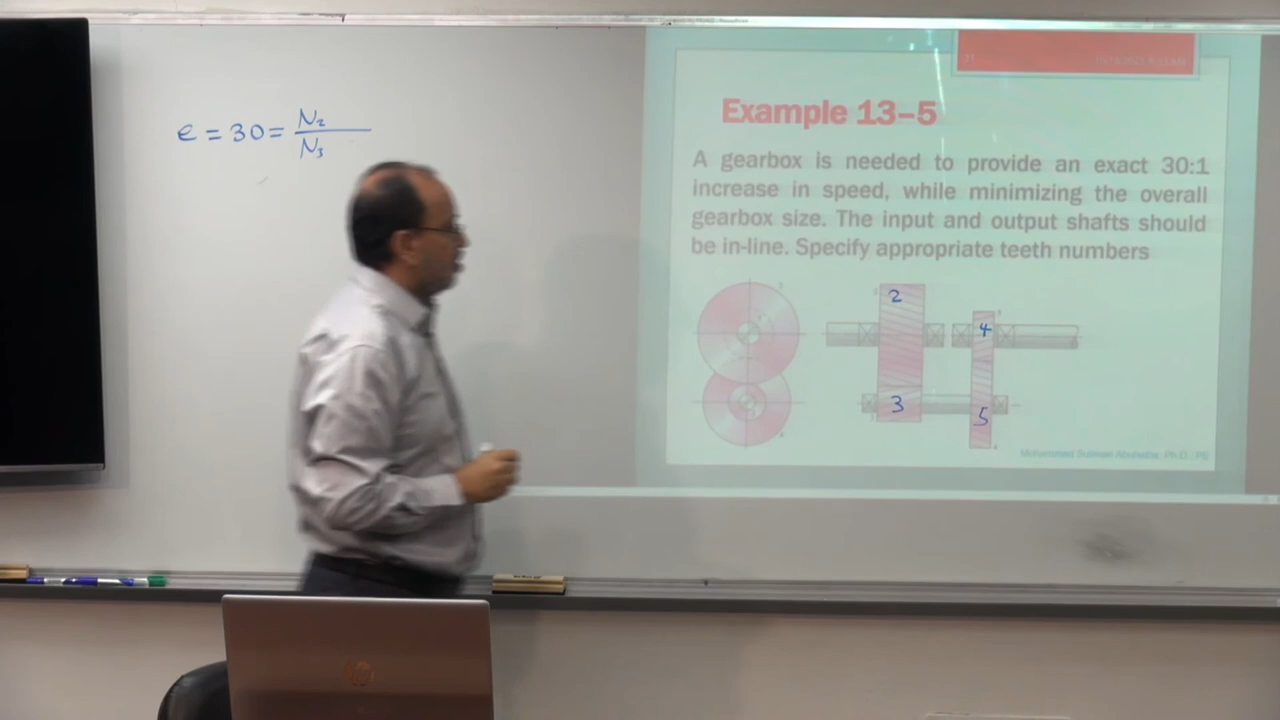 e = 30 = N₂
N₃
Example 13–5
A gearbox is needed to provide an exact 30:1
increase in speed, while minimizing the overall
gearbox size. The input and output shafts should
be in-line. Specify appropriate teeth numbers
2
4
3
5